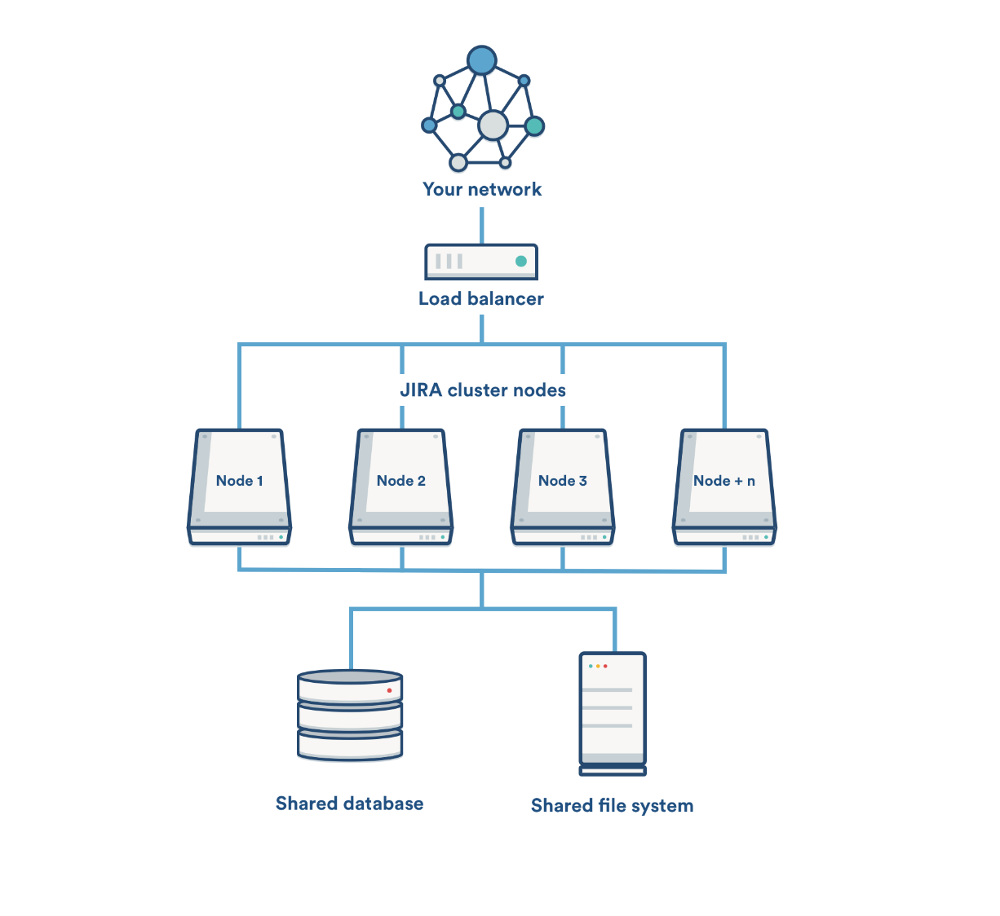 Your network
Load balancer
JIRA cluster nodes
Node 1
Node 2
Node 3
Node + n
Shared database
Shared file system